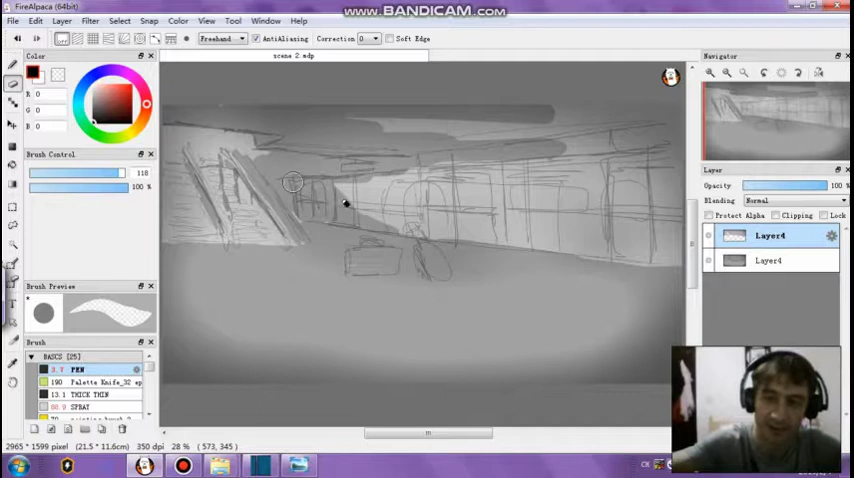 FireAlpaca (64bit)
www.BANDICAM.com
File Edit Layer Filter Select Snap Color View Tool Window Help
Freehand AntiAliasing Correction 0 Soft Edge
Color
scene 2.mdp
Navigator
R 0
G 0
B 0
Brush Control
118
100 %
Layer
Opacity 100 %
Blending Normal
Protect Alpha Clipping Lock
Layer4
Layer4
Brush Preview
Brush
BASICS [25]
PEN
190 Palette Knife_32 sp
13.1 THICK THIN
SPRAY
2965 * 1599 pixel (21.5 * 11.6cm) 350 dpi 28 % ( 573, 345)